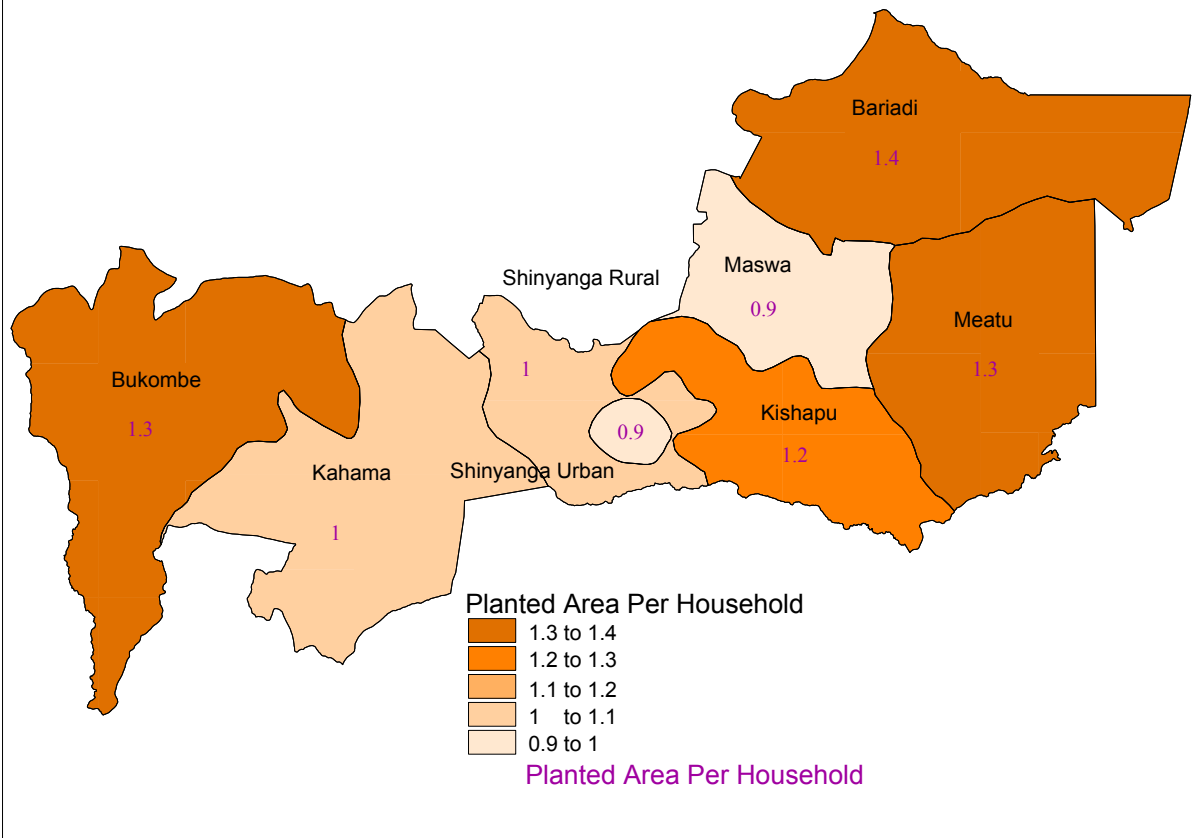 Bariadi
1.4
Shinyanga Rural
Maswa
0.9
Meatu
1.3
Bukombe
1.3
1
Kishapu
1.2
0.9
Kahama
1
Shinyanga Urban
Planted Area Per Household
1.3 to 1.4
1.2 to 1.3
1.1 to 1.2
1 to 1.1
0.9 to 1
Planted Area Per Household